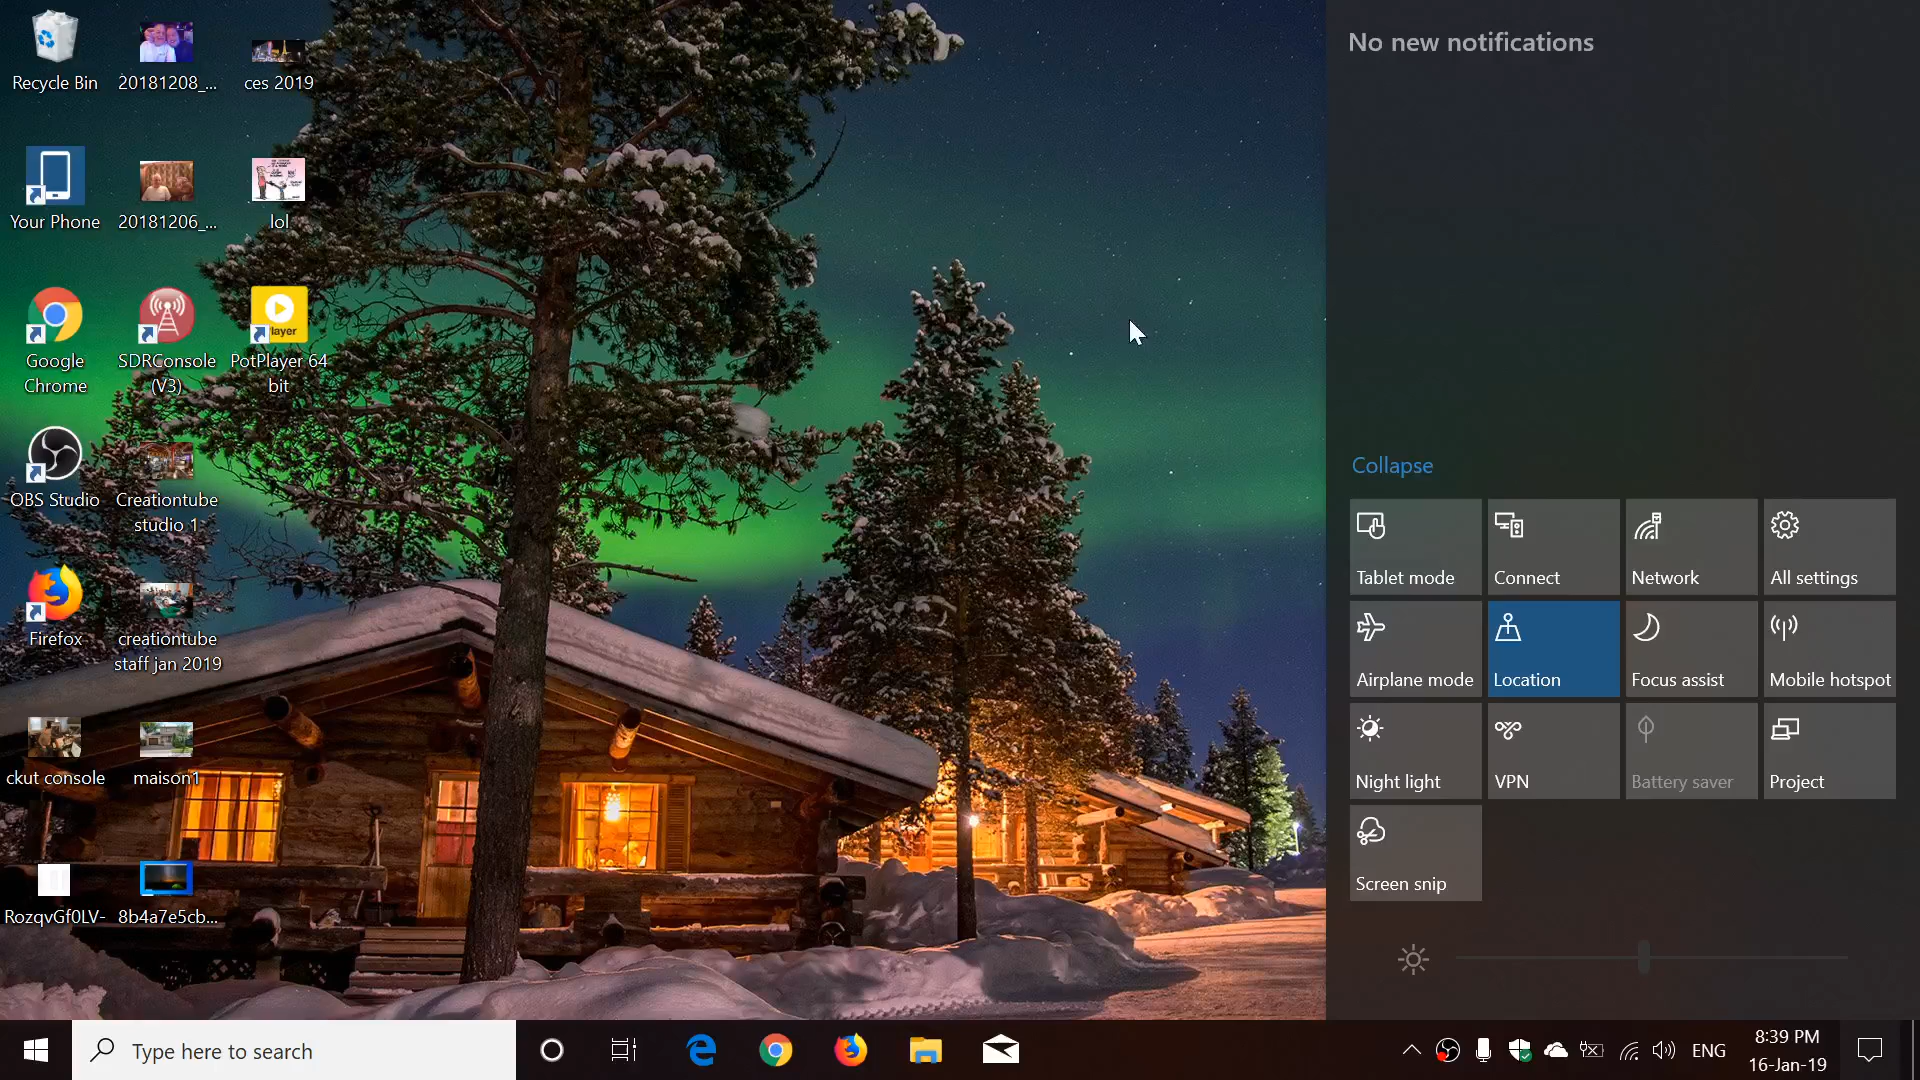 Recycle Bin
20181208_...
ces 2019
Your Phone
20181206_...
lol
Google
Chrome
SDRConsole
(V3)
PotPlayer 64
bit
layer
OBS Studio
Creationtube
studio 1
Firefox
creationtube
staff jan 2019
ckut console
maison1
RozqvGf0LV-
8b4a7e5cb...
No new notifications
Collapse
Tablet mode
Connect
Network
All settings
Airplane mode
Location
Focus assist
Mobile hotspot
Night light
VPN
Battery saver
Project
Screen snip
Type here to search
ENG
8:39 PM
16-Jan-19